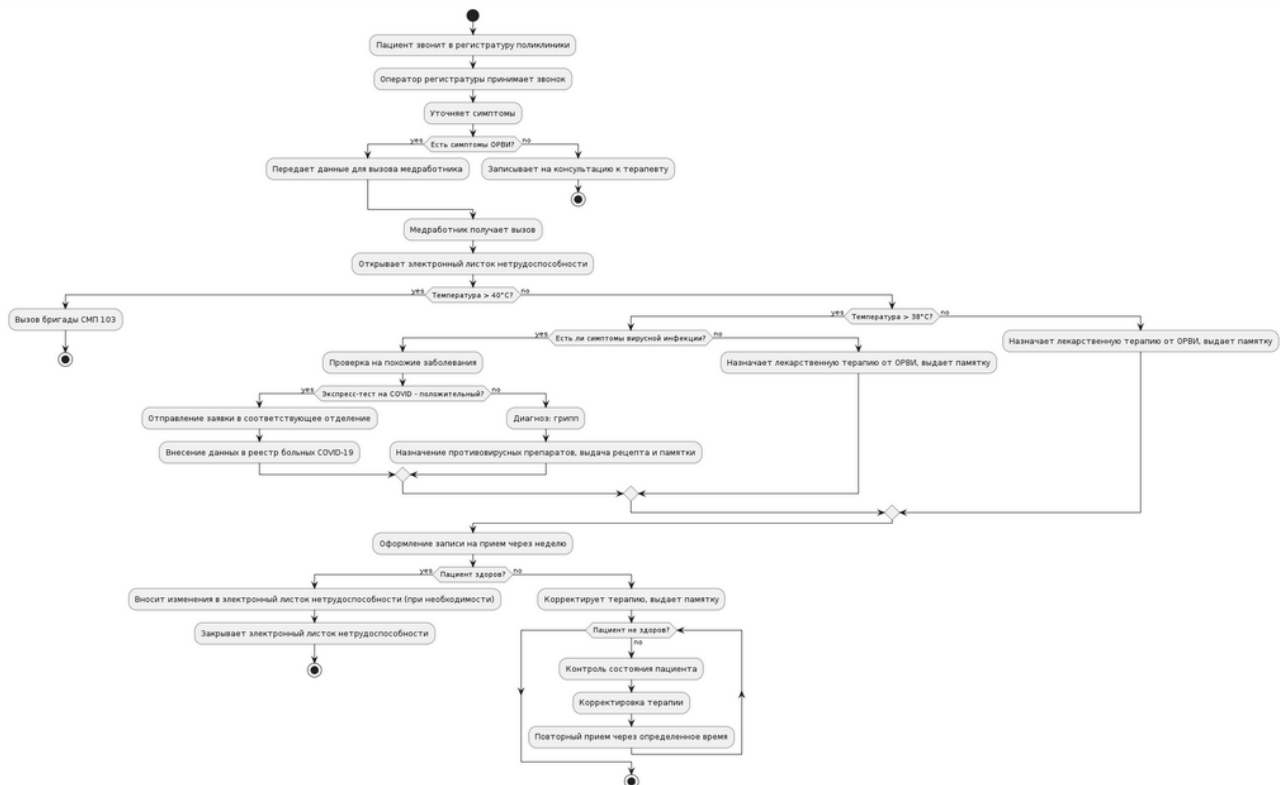 Пациент звонит в регистратуру поликлиники
Оператор регистратуры принимает звонок
Уточняет симптомы
yes
Есть симптомы ОРВИ?
no
Передает данные для вызова медработника
Записывает на консультацию к терапевту
Медработник получает вызов
Открывает электронный листок нетрудоспособности
yes
Температура > 40°C?
no
Вызов бригады СМП 103
yes
Температура > 38°C?
no
yes
Есть ли симптомы вирусной инфекции?
no
Назначает лекарственную терапию от ОРВИ, выдает памятку
Проверка на похожие заболевания
Назначает лекарственную терапию от ОРВИ, выдает памятку
yes
Экспресс-тест на COVID - положительный?
no
Отправление заявки в соответствующее отделение
Диагноз: грипп
Внесение данных в реестр больных COVID-19
Назначение противовирусных препаратов, выдача рецепта и памятки
Оформление записи на прием через неделю
yes
Пациент здоров?
no
Вносит изменения в электронный листок нетрудоспособности (при необходимости)
Корректирует терапию, выдает памятку
Закрывает электронный листок нетрудоспособности
Пациент не здоров?
no
Контроль состояния пациента
Корректировка терапии
Повторный прием через определенное время